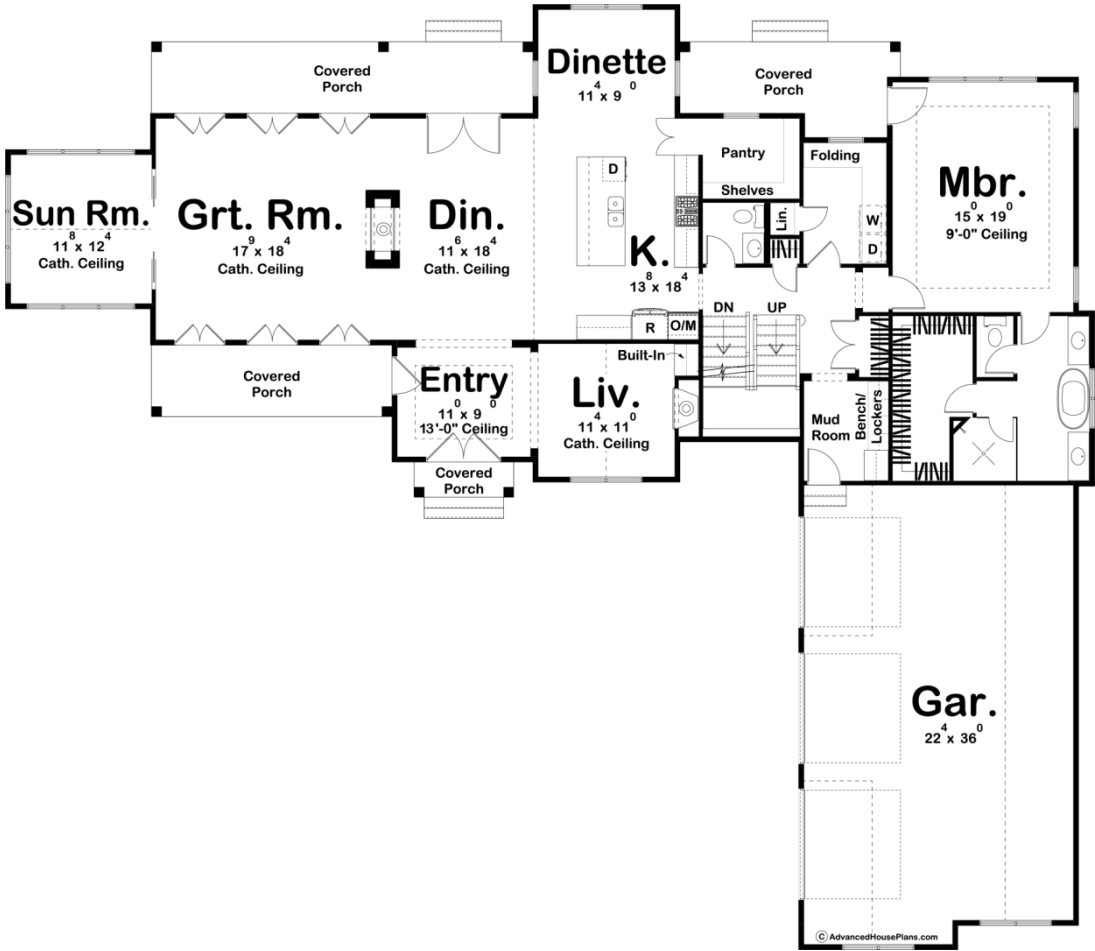 Dinette
11⁴ x 9⁰
Covered
Porch
Covered
Porch
Sun Rm.
11⁸ x 12⁴
Cath. Ceiling
Grt. Rm.
17⁹ x 18⁴
Cath. Ceiling
Din.
11⁶ x 18⁴
Cath. Ceiling
D
K.
13⁸ x 18⁴
R
O/M
Pantry
Shelves
Lin.
Folding
W
D
Mbr.
15⁰ x 19⁰
9'-0" Ceiling
DN
UP
Covered
Porch
Entry
11⁰ x 9⁰
13'-0" Ceiling
Built-In
Liv.
11⁴ x 11⁰
Cath. Ceiling
Mud
Room
Bench/
Lockers
Covered
Porch
Gar.
22⁴ x 36⁰
© AdvancedHousePlans.com